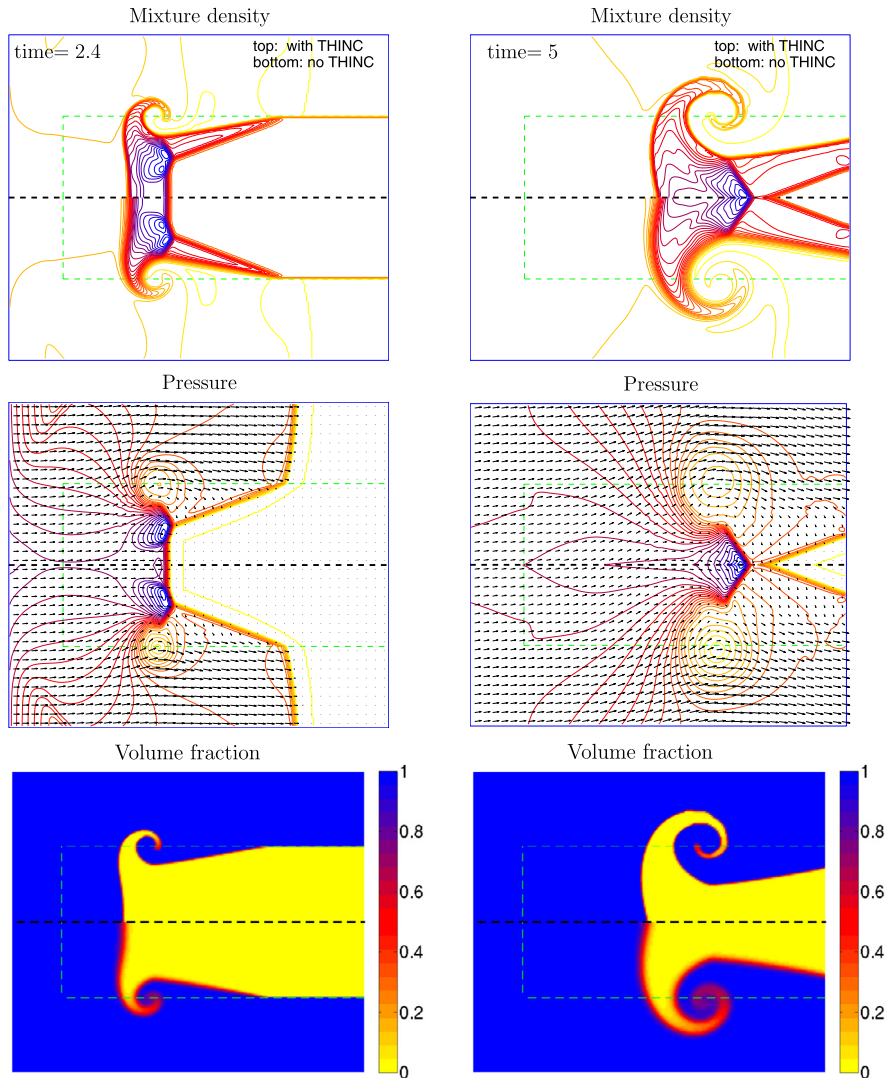 Mixture density
Mixture density
time= 2.4
top: with THINC
bottom: no THINC
time= 5
top: with THINC
bottom: no THINC
Pressure
Pressure
Volume fraction
Volume fraction
1
0.8
0.6
0.4
0.2
0
1
0.8
0.6
0.4
0.2
0